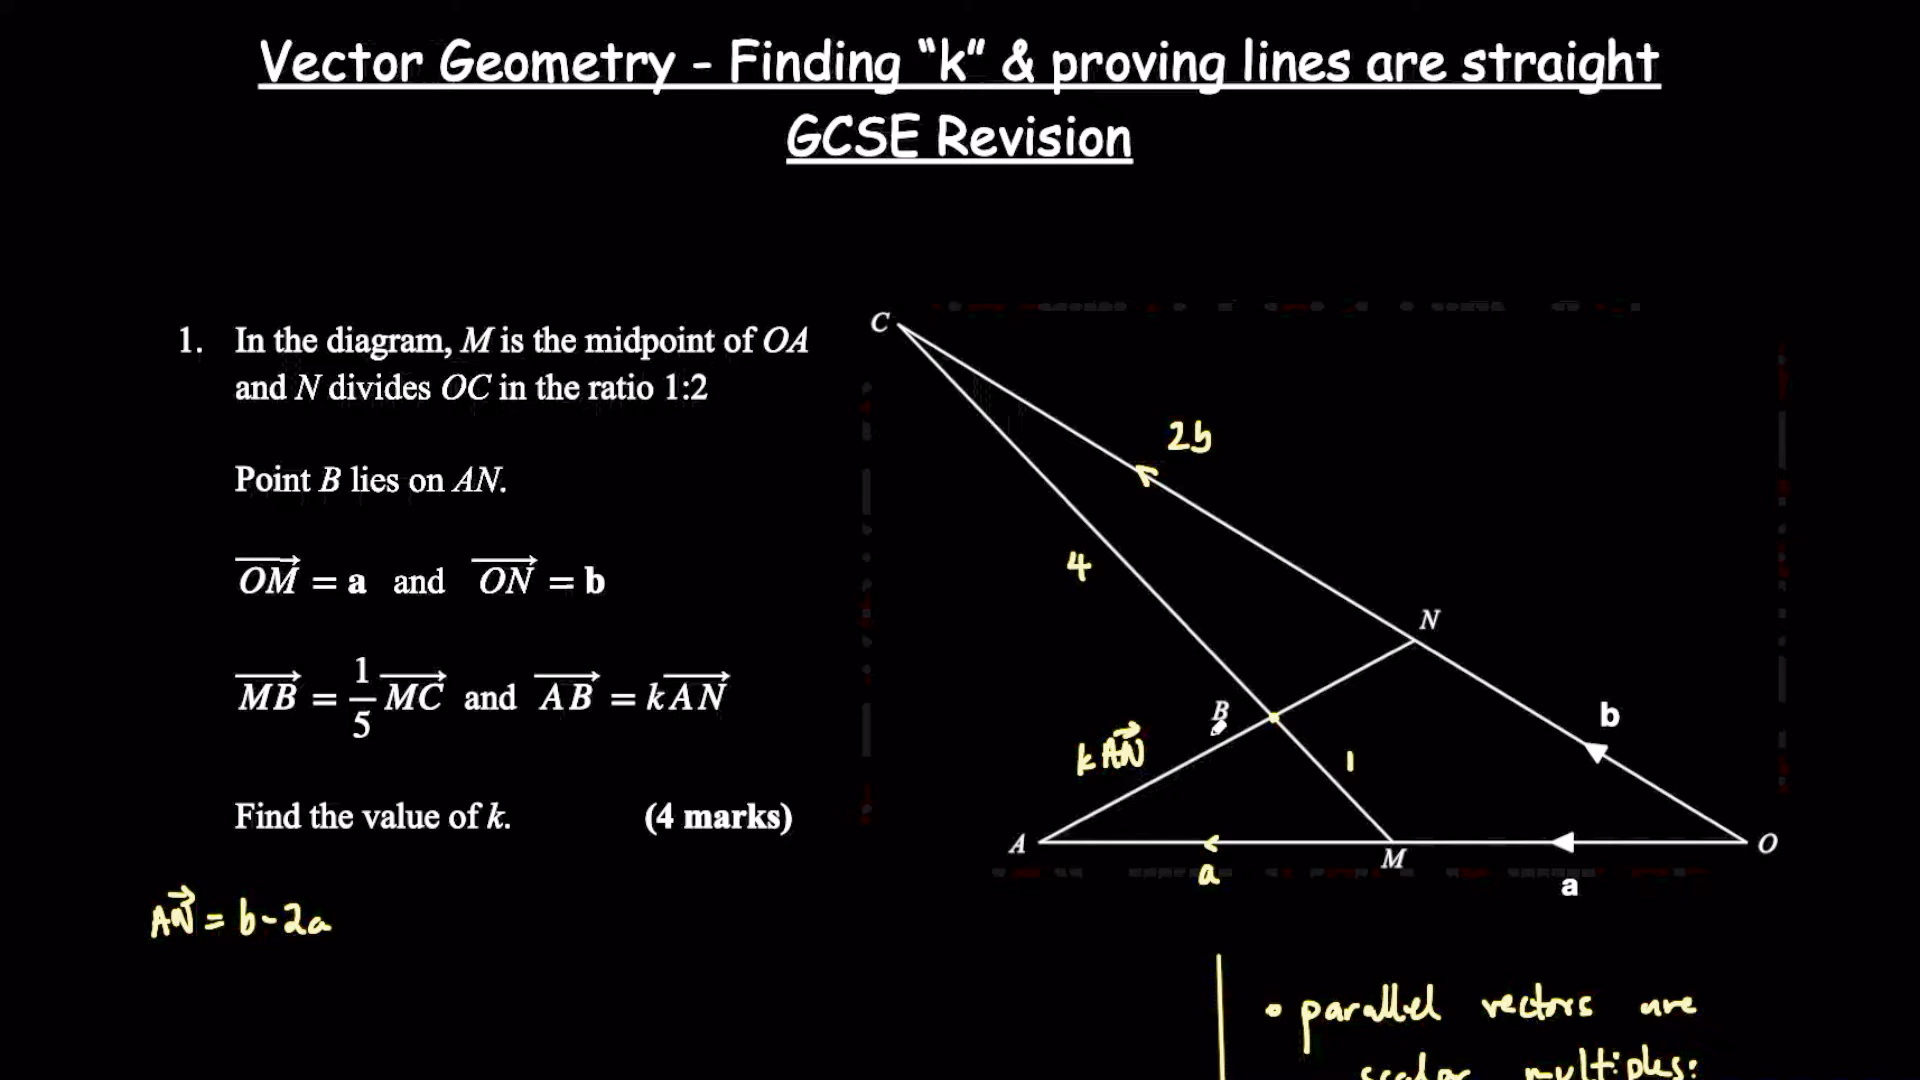 Vector Geometry - Finding “k” & proving lines are straight
GCSE Revision
1. In the diagram, M is the midpoint of OA
and N divides OC in the ratio 1:2
Point B lies on AN.
OM = a and ON = b
MB = 1/5 MC and AB = kAN
Find the value of k. (4 marks)
AN = b - 2a
C
2b
4
N
B
b
kAN
1
A
M
O
a
a
• parallel vectors are
scalar multiples: